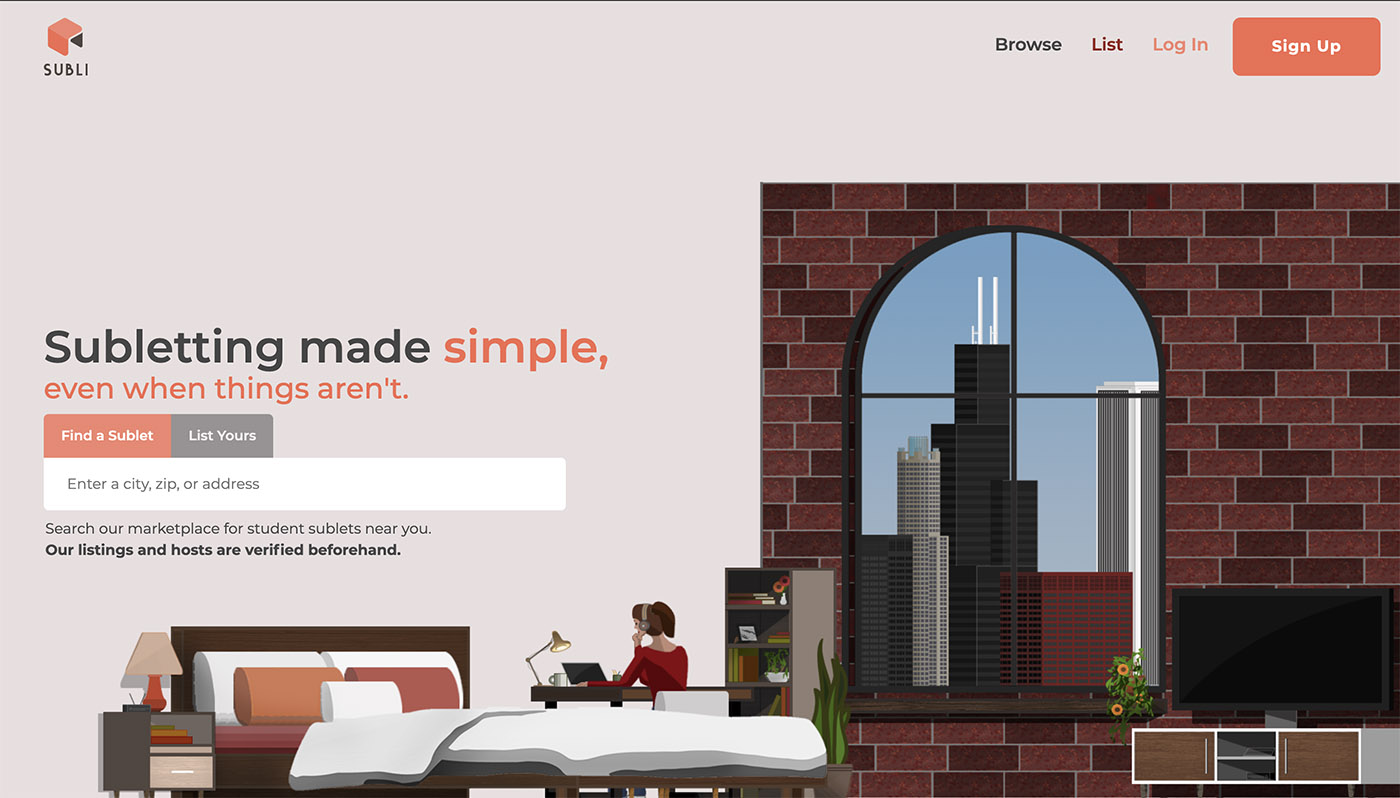 SUBLI
Browse List Log In Sign Up
Subletting made simple,
even when things aren't.
Find a Sublet List Yours
Enter a city, zip, or address
Search our marketplace for student sublets near you.
Our listings and hosts are verified beforehand.